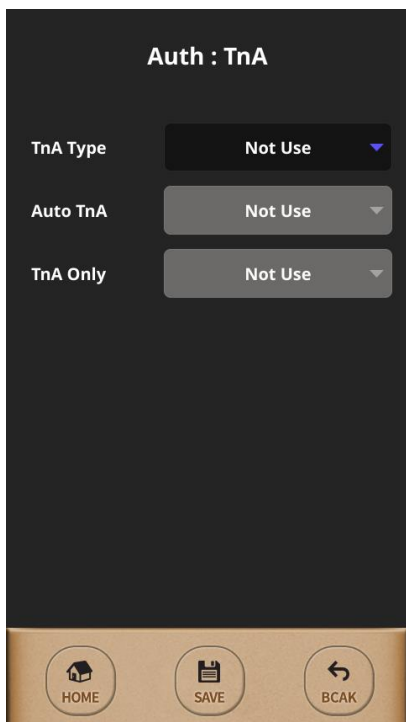 Auth : TnA
TnA Type Not Use
Auto TnA Not Use
TnA Only Not Use
HOME SAVE BCAK